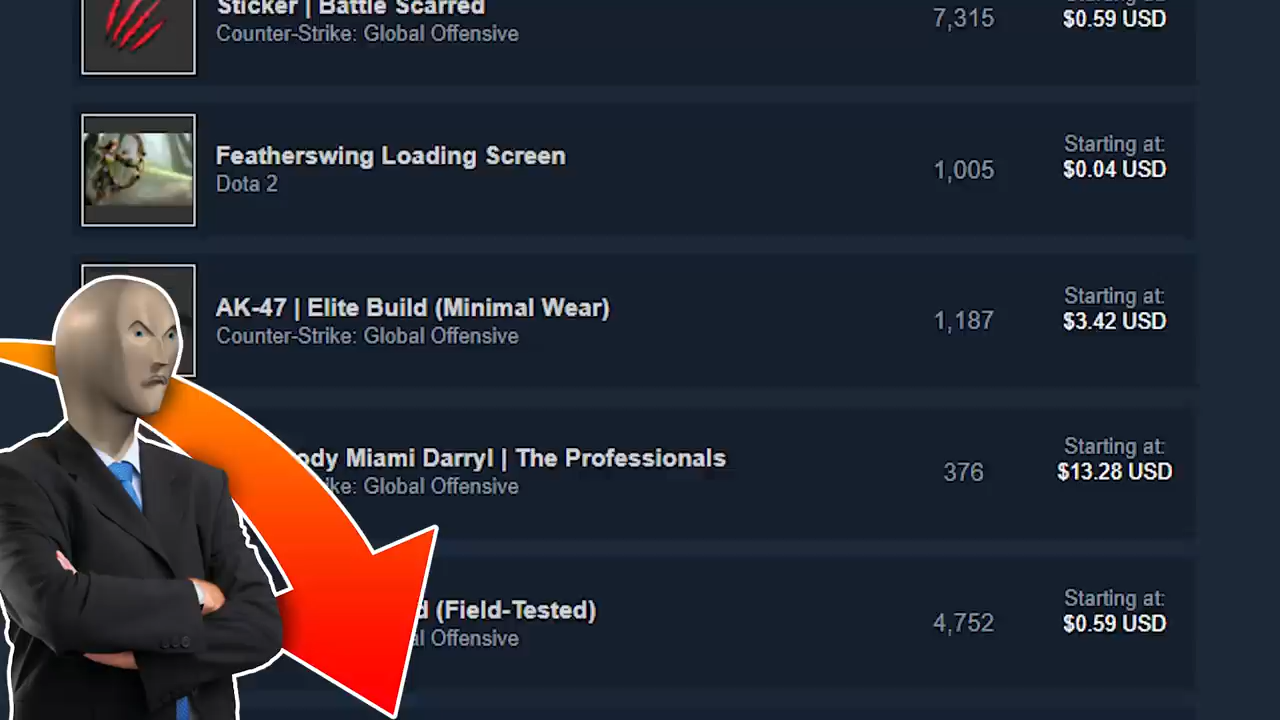 Sticker | Battle Scarred
Counter-Strike: Global Offensive
7,315
$0.59 USD
Featherswing Loading Screen
Dota 2
1,005
Starting at:
$0.04 USD
AK-47 | Elite Build (Minimal Wear)
Counter-Strike: Global Offensive
1,187
Starting at:
$3.42 USD
Miami Darryl | The Professionals
Global Offensive
376
Starting at:
$13.28 USD
(Field-Tested)
Offensive
4,752
Starting at:
$0.59 USD